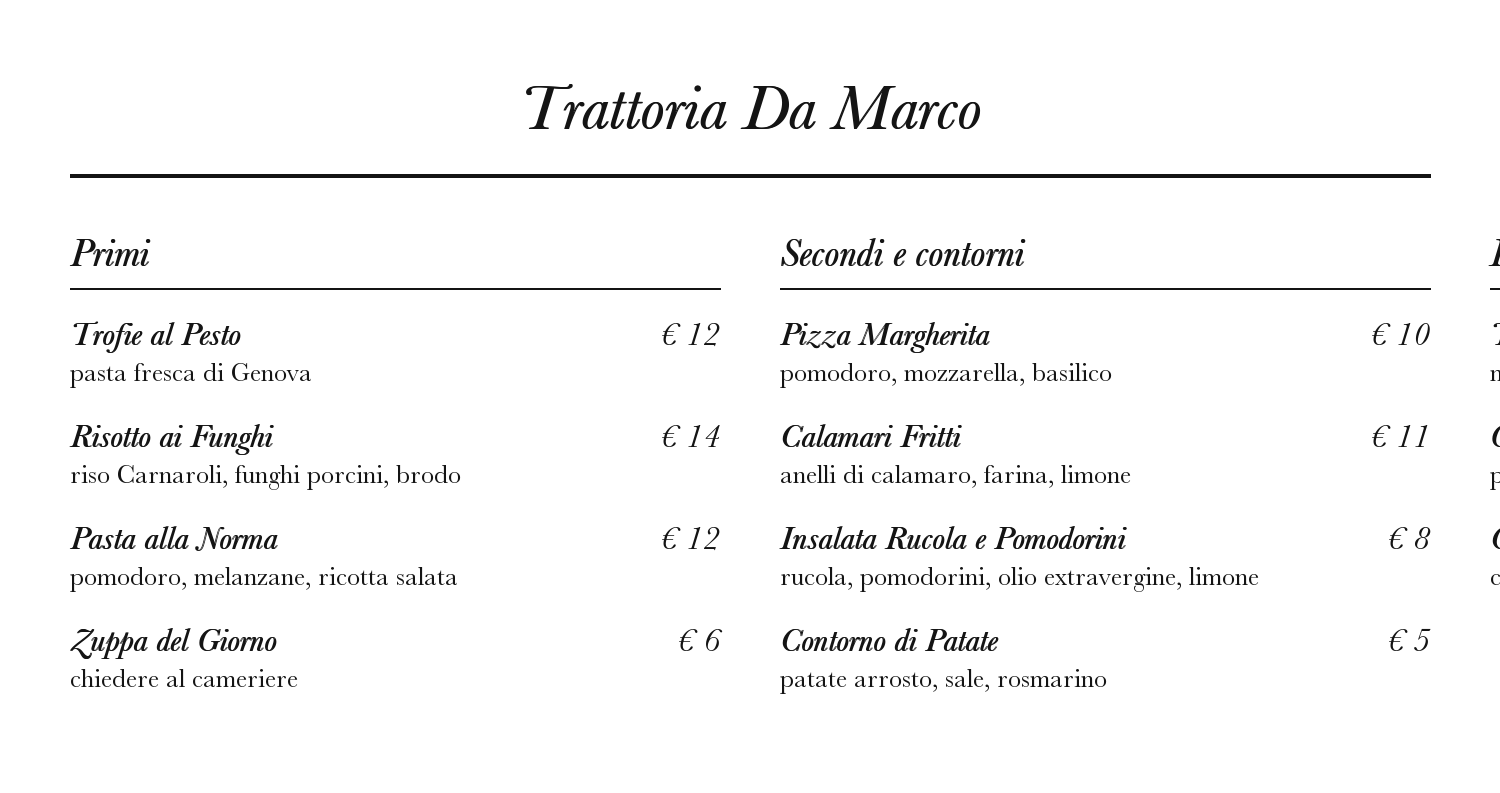 Trattoria Da Marco
Primi
Trofie al Pesto € 12
pasta fresca di Genova
Risotto ai Funghi € 14
riso Carnaroli, funghi porcini, brodo
Pasta alla Norma € 12
pomodoro, melanzane, ricotta salata
Zuppa del Giorno € 6
chiedere al cameriere
Secondi e contorni
Pizza Margherita € 10
pomodoro, mozzarella, basilico
Calamari Fritti € 11
anelli di calamaro, farina, limone
Insalata Rucola e Pomodorini € 8
rucola, pomodorini, olio extravergine, limone
Contorno di Patate € 5
patate arrosto, sale, rosmarino